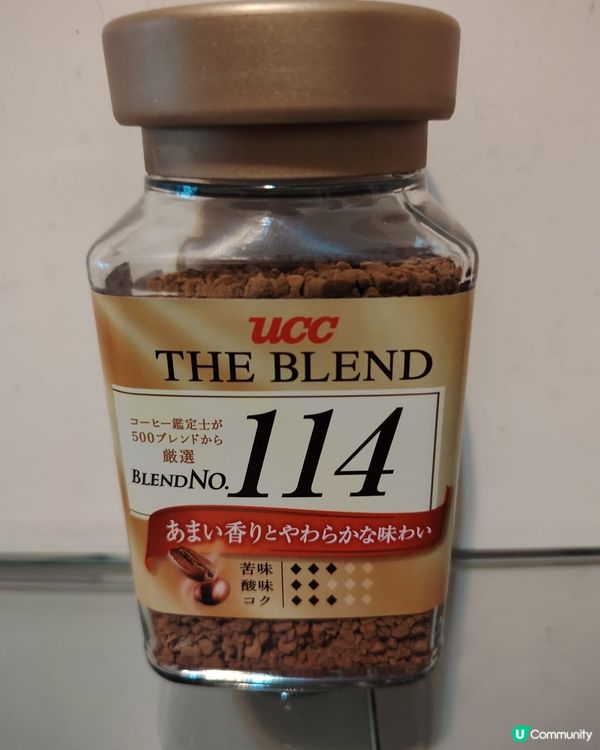 UCC
THE BLEND
コーヒー鑑定士が
500ブレンドから
厳選
BLEND NO. 114
あまい香りとやわらかな味わい
苦味
酸味
コク
U Community